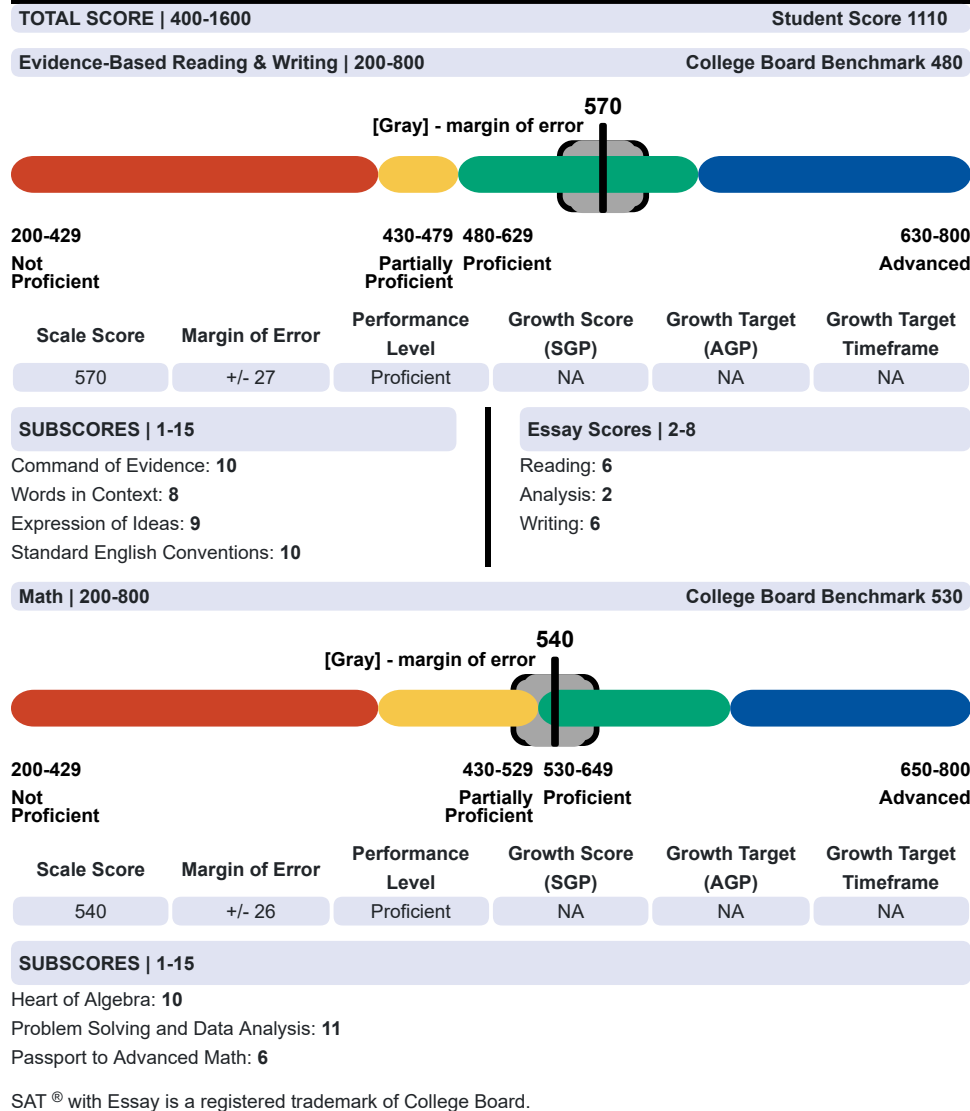 TOTAL SCORE | 400-1600 Student Score 1110
Evidence-Based Reading & Writing | 200-800 College Board Benchmark 480
570
[Gray] - margin of error
200-429 430-479 480-629 630-800
Not Proficient Partially Proficient Proficient Advanced
Scale Score Margin of Error Performance Level Growth Score (SGP) Growth Target (AGP) Growth Target Timeframe
570 +/- 27 Proficient NA NA NA
SUBSCORES | 1-15
Command of Evidence: 10
Words in Context: 8
Expression of Ideas: 9
Standard English Conventions: 10
Essay Scores | 2-8
Reading: 6
Analysis: 2
Writing: 6
Math | 200-800 College Board Benchmark 530
540
[Gray] - margin of error
200-429 430-529 530-649 650-800
Not Proficient Partially Proficient Proficient Advanced
Scale Score Margin of Error Performance Level Growth Score (SGP) Growth Target (AGP) Growth Target Timeframe
540 +/- 26 Proficient NA NA NA
SUBSCORES | 1-15
Heart of Algebra: 10
Problem Solving and Data Analysis: 11
Passport to Advanced Math: 6
SAT ® with Essay is a registered trademark of College Board.